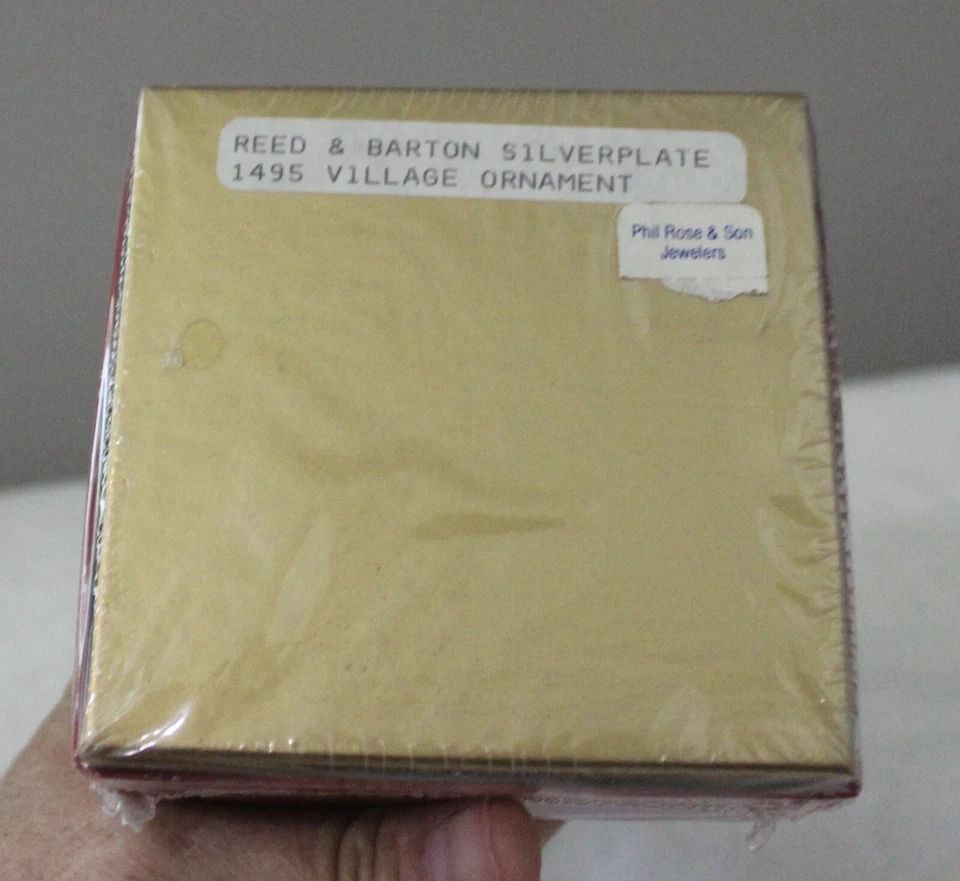 REED & BARTON S1LVERPLATE
1495 V1LLAGE ORNAMENT
Phil Rose & Son
Jewelers